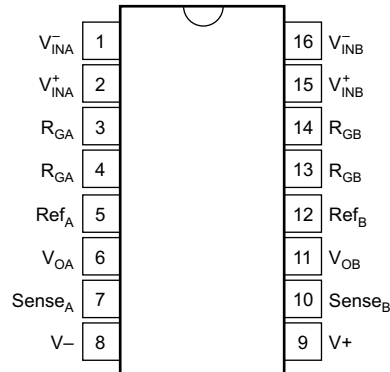 V⁻INA 1 16 V⁻INB
V⁺INA 2 15 V⁺INB
RGA 3 14 RGB
RGA 4 13 RGB
RefA 5 12 RefB
VOA 6 11 VOB
SenseA 7 10 SenseB
V– 8 9 V+